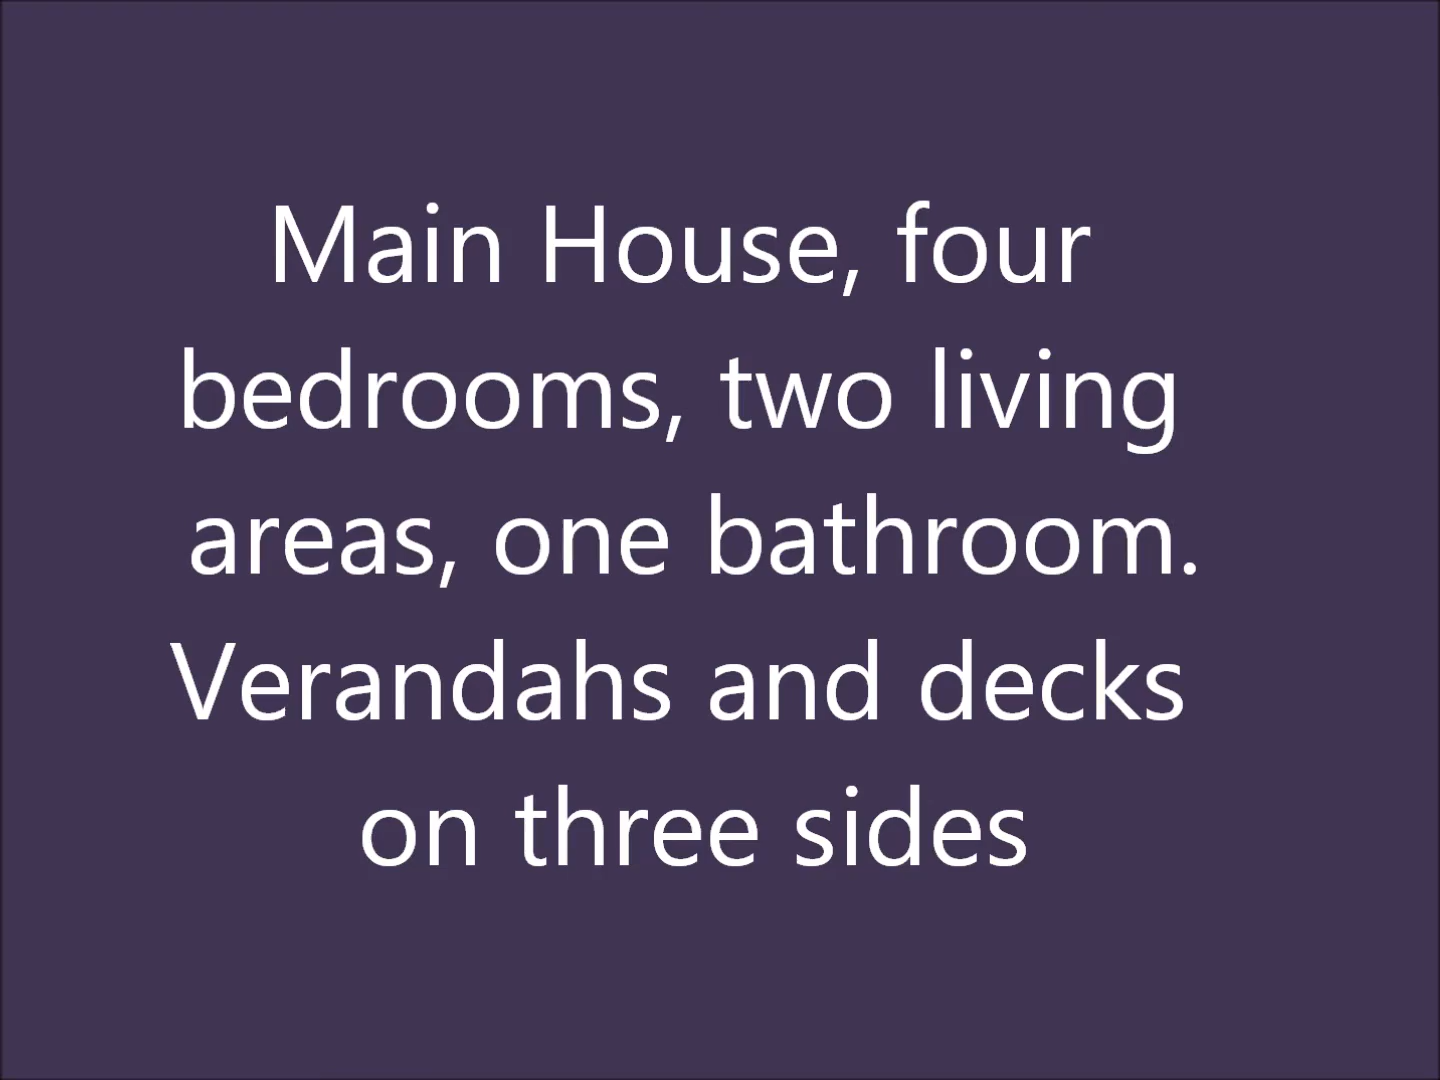 Main House, four
bedrooms, two living
areas, one bathroom.
Verandahs and decks
on three sides